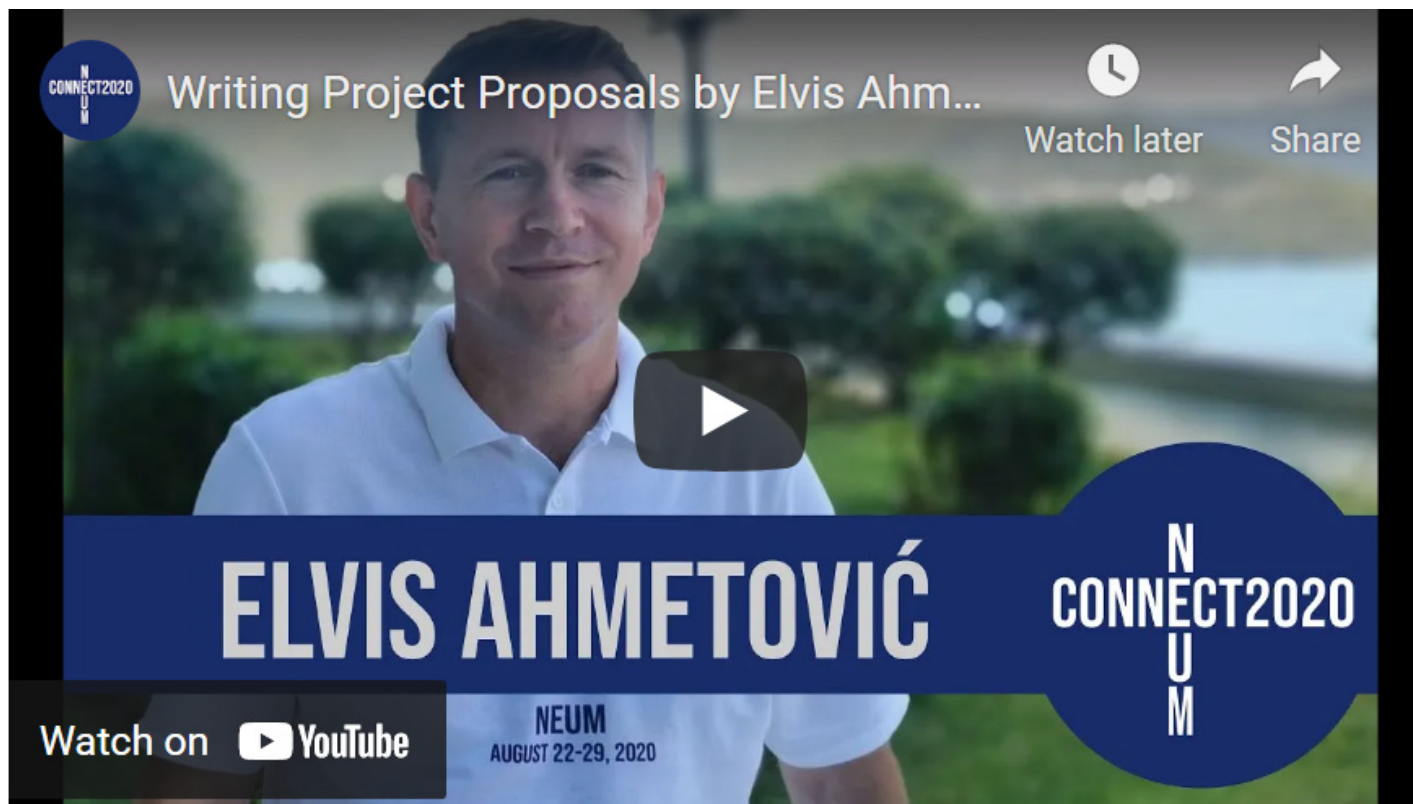 CONNECT2020
NEUM
Writing Project Proposals by Elvis Ahm...
Watch later
Share
ELVIS AHMETOVIĆ
CONNECT2020
NEUM
NEUM
AUGUST 22-29, 2020
Watch on YouTube